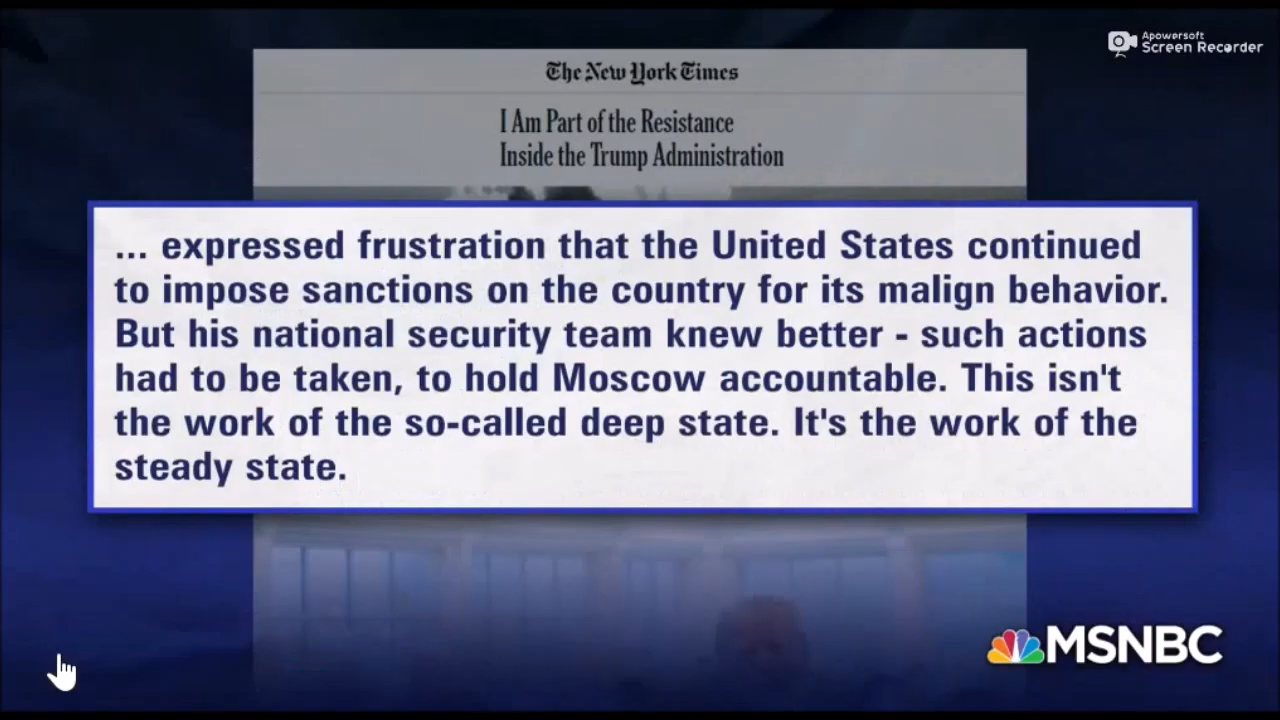 Apowersoft
Screen Recorder
The New York Times
I Am Part of the Resistance
Inside the Trump Administration
... expressed frustration that the United States continued
to impose sanctions on the country for its malign behavior.
But his national security team knew better - such actions
had to be taken, to hold Moscow accountable. This isn't
the work of the so-called deep state. It's the work of the
steady state.
MSNBC